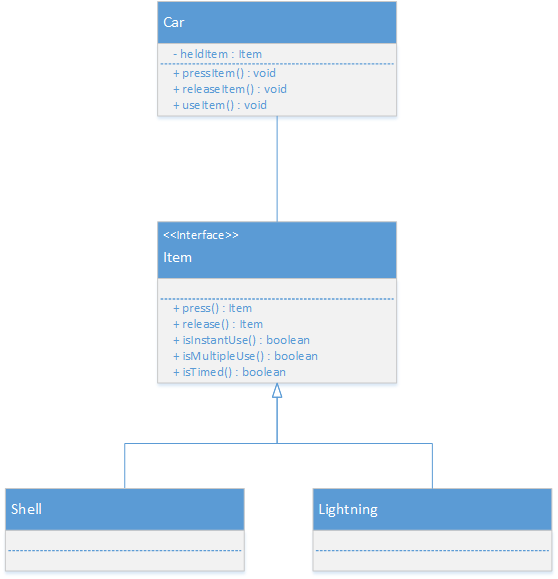 Car
- heldItem : Item
+ pressItem() : void
+ releaseItem() : void
+ useItem() : void
<<Interface>>
Item
+ press() : Item
+ release() : Item
+ isInstantUse() : boolean
+ isMultipleUse() : boolean
+ isTimed() : boolean
Shell
Lightning